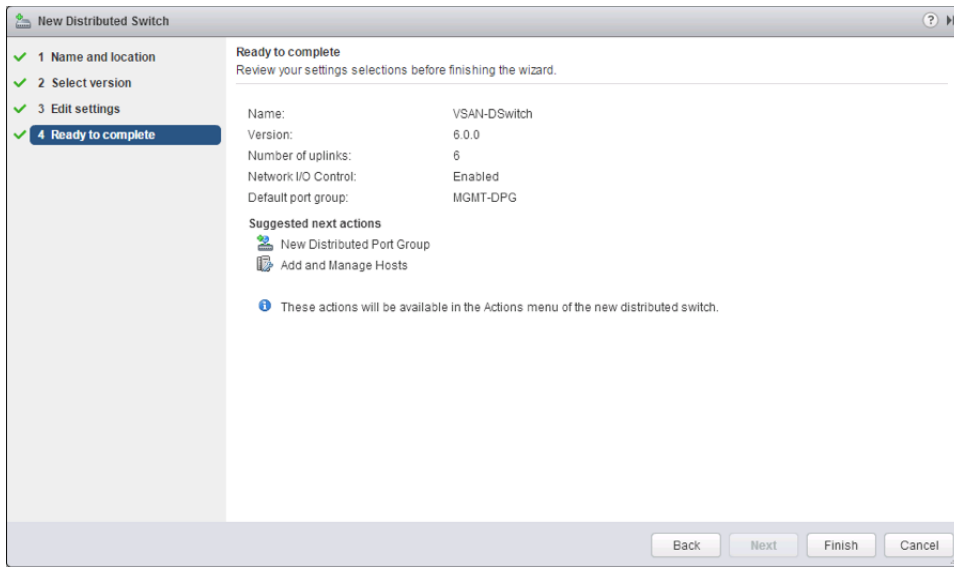 New Distributed Switch
?
1 Name and location
2 Select version
3 Edit settings
4 Ready to complete
Ready to complete
Review your settings selections before finishing the wizard.
Name: VSAN-DSwitch
Version: 6.0.0
Number of uplinks: 6
Network I/O Control: Enabled
Default port group: MGMT-DPG
Suggested next actions
New Distributed Port Group
Add and Manage Hosts
These actions will be available in the Actions menu of the new distributed switch.
Back Next Finish Cancel